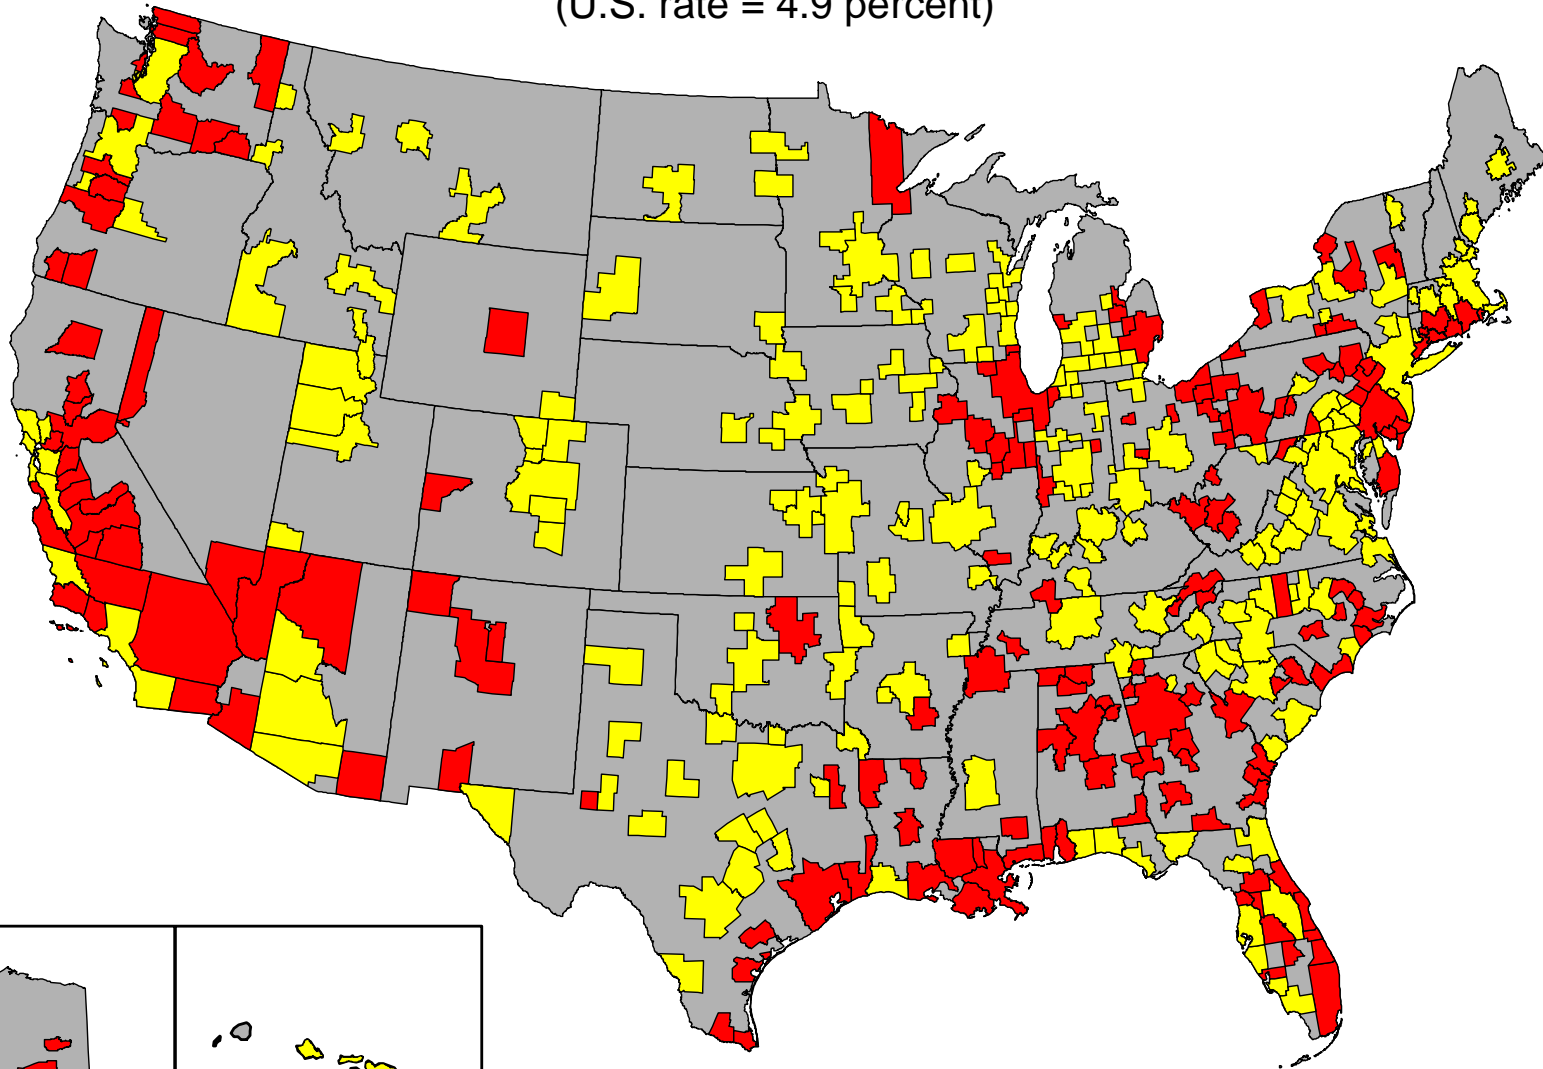 (U.S. rate = 4.9 percent)